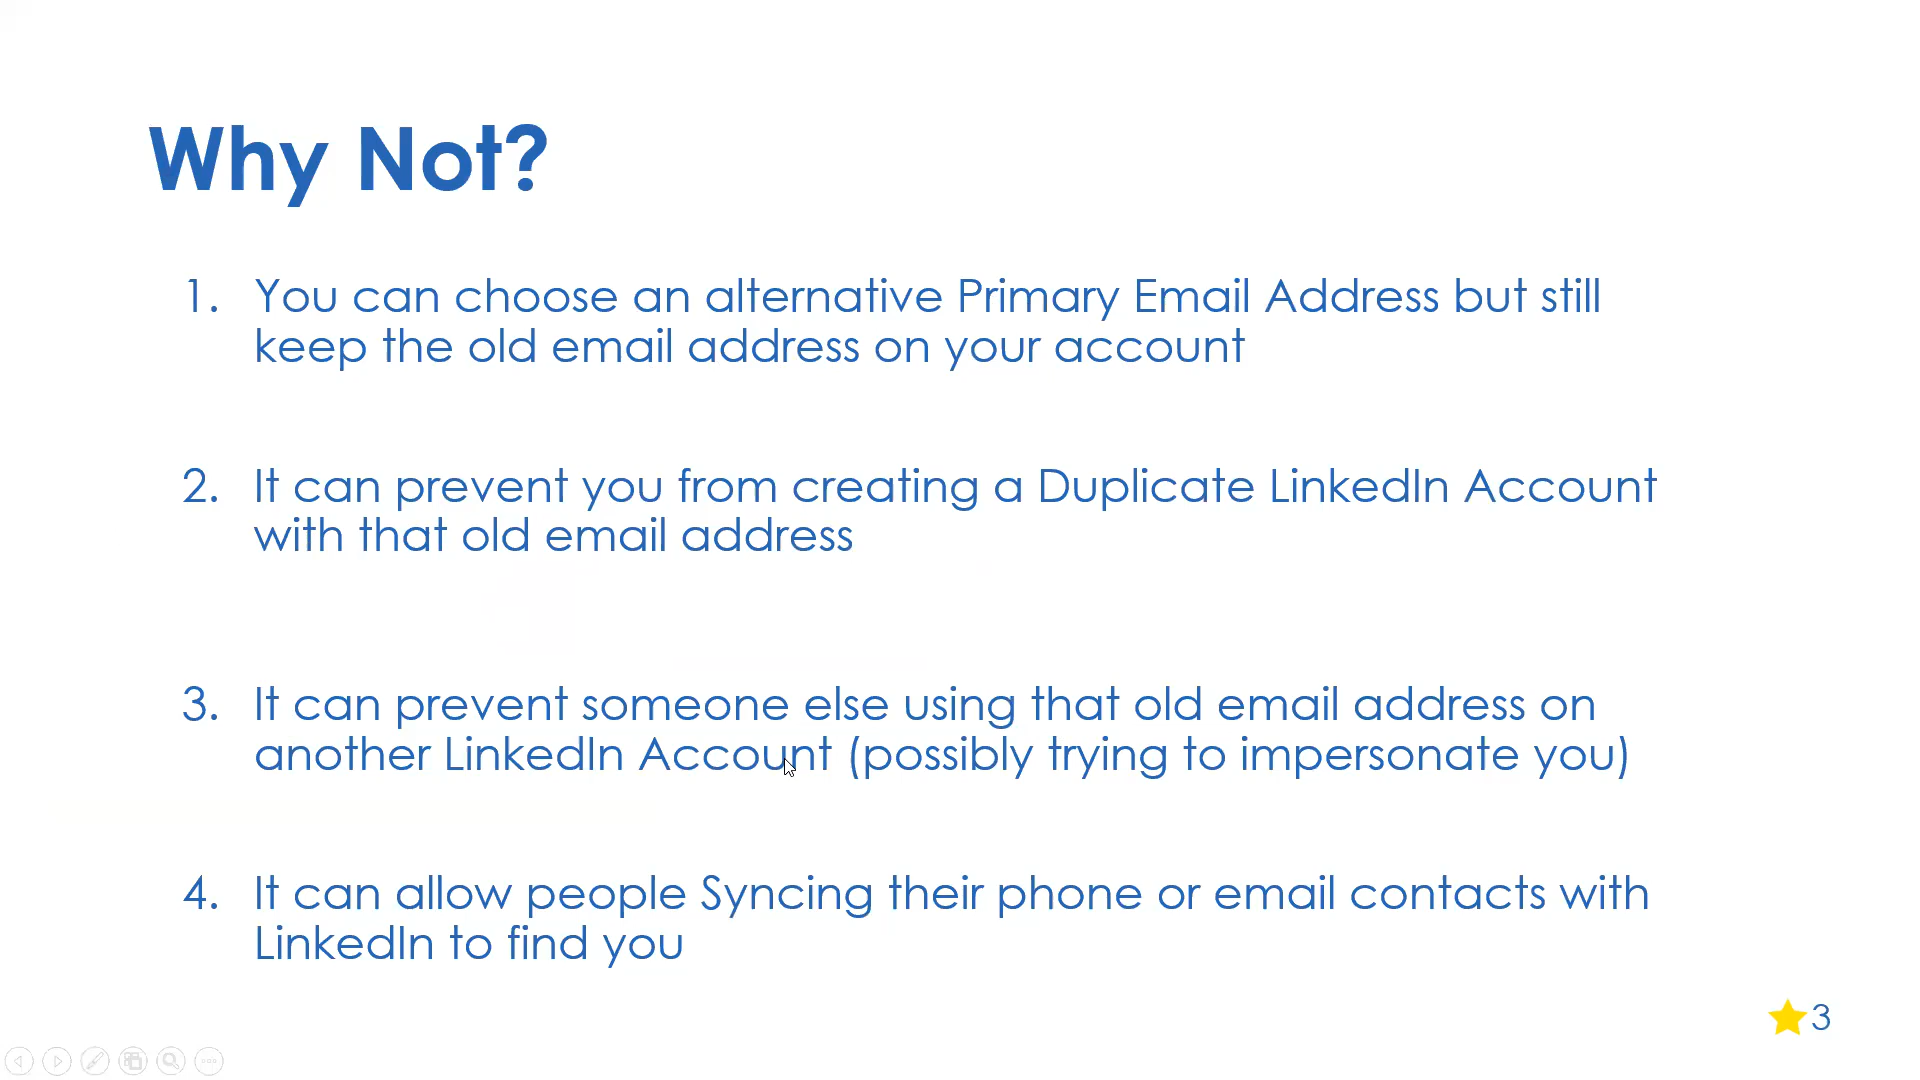 Why Not?
1. You can choose an alternative Primary Email Address but still
keep the old email address on your account
2. It can prevent you from creating a Duplicate LinkedIn Account
with that old email address
3. It can prevent someone else using that old email address on
another LinkedIn Account (possibly trying to impersonate you)
4. It can allow people Syncing their phone or email contacts with
LinkedIn to find you
3